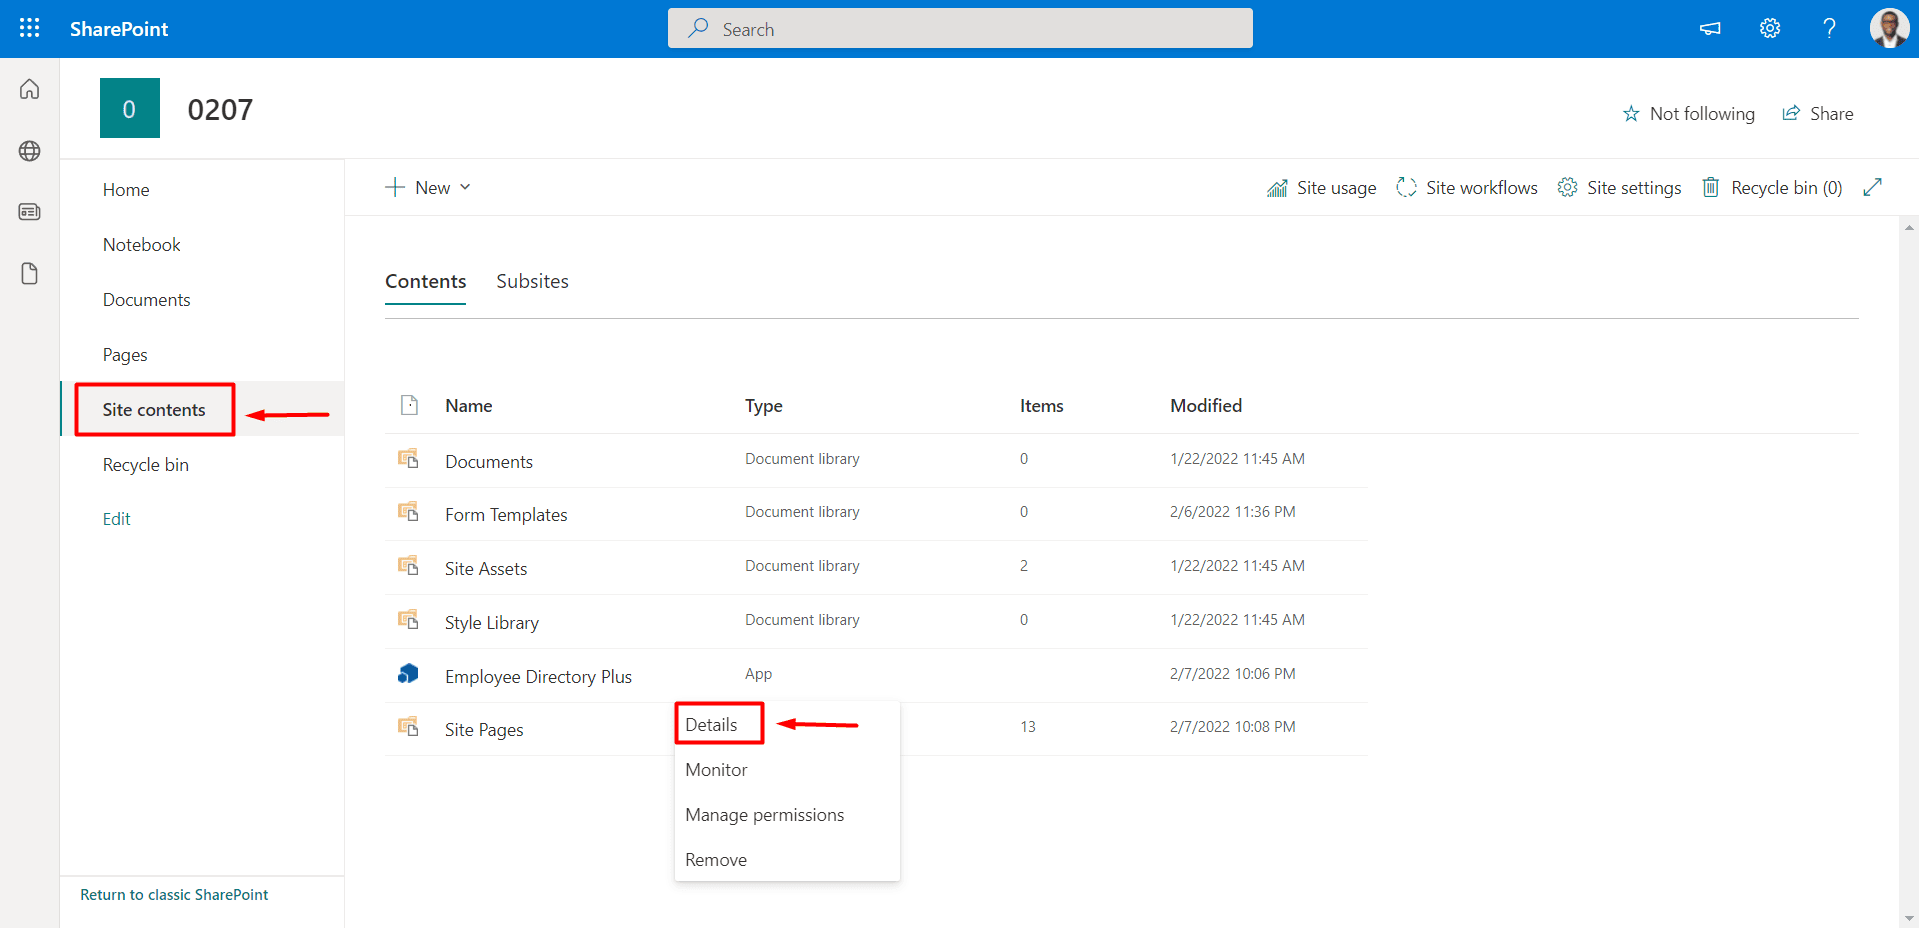 SharePoint
Search
0
0207
Not following
Share
Home
Notebook
Documents
Pages
Site contents
Recycle bin
Edit
Return to classic SharePoint
New
Site usage
Site workflows
Site settings
Recycle bin (0)
Contents
Subsites
Name Type Items Modified
Documents Document library 0 1/22/2022 11:45 AM
Form Templates Document library 0 2/6/2022 11:36 PM
Site Assets Document library 2 1/22/2022 11:45 AM
Style Library Document library 0 1/22/2022 11:45 AM
Employee Directory Plus App 2/7/2022 10:06 PM
Site Pages 13 2/7/2022 10:08 PM
Details
Monitor
Manage permissions
Remove